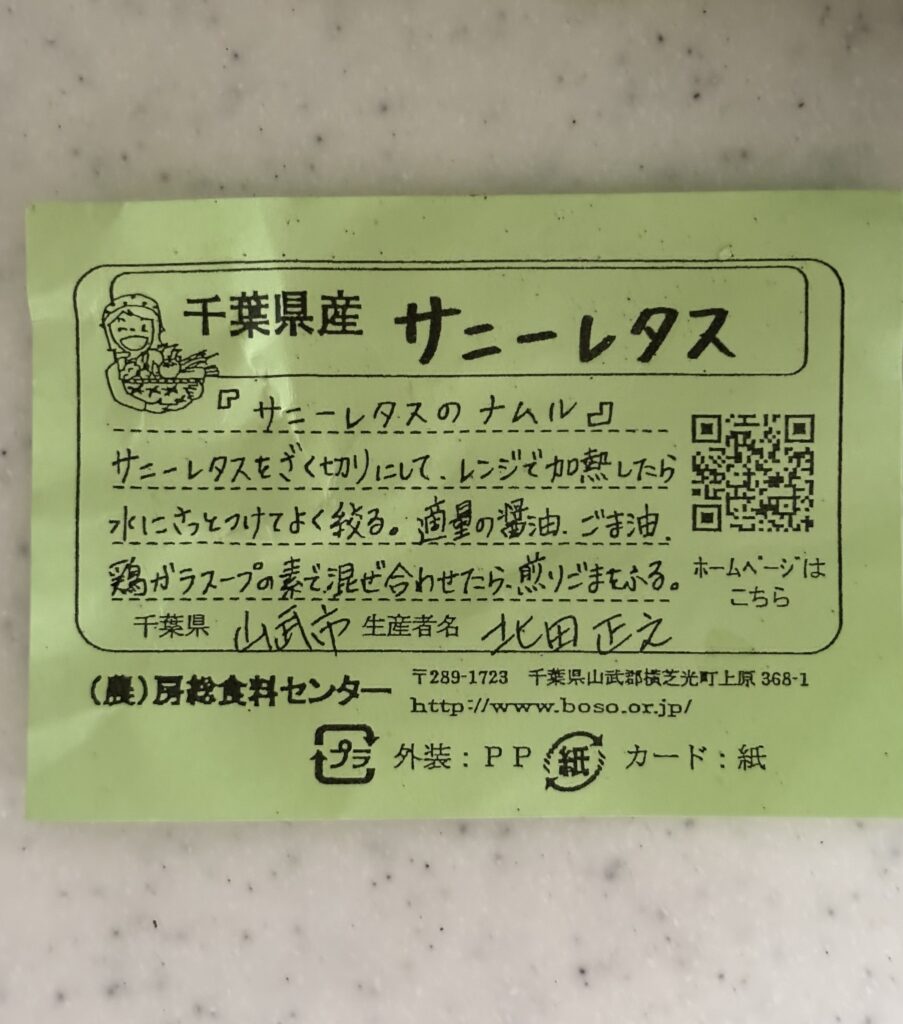 千葉県産 サニーレタス
『サニーレタスのナムル』
サニーレタスをざく切りにして、レンジで加熱したら
水にさっとつけてよく絞る。適量の醤油、ごま油、
鶏ガラスープの素で混ぜ合わせたら、煎りごまをふる。
ホームページは
こちら
千葉県 山武市 生産者名 北田 正之
(農)房総食料センター
〒289-1723 千葉県山武郡横芝光町上原368-1
http://www.boso.or.jp/
プラ 外装：PP 紙 カード：紙